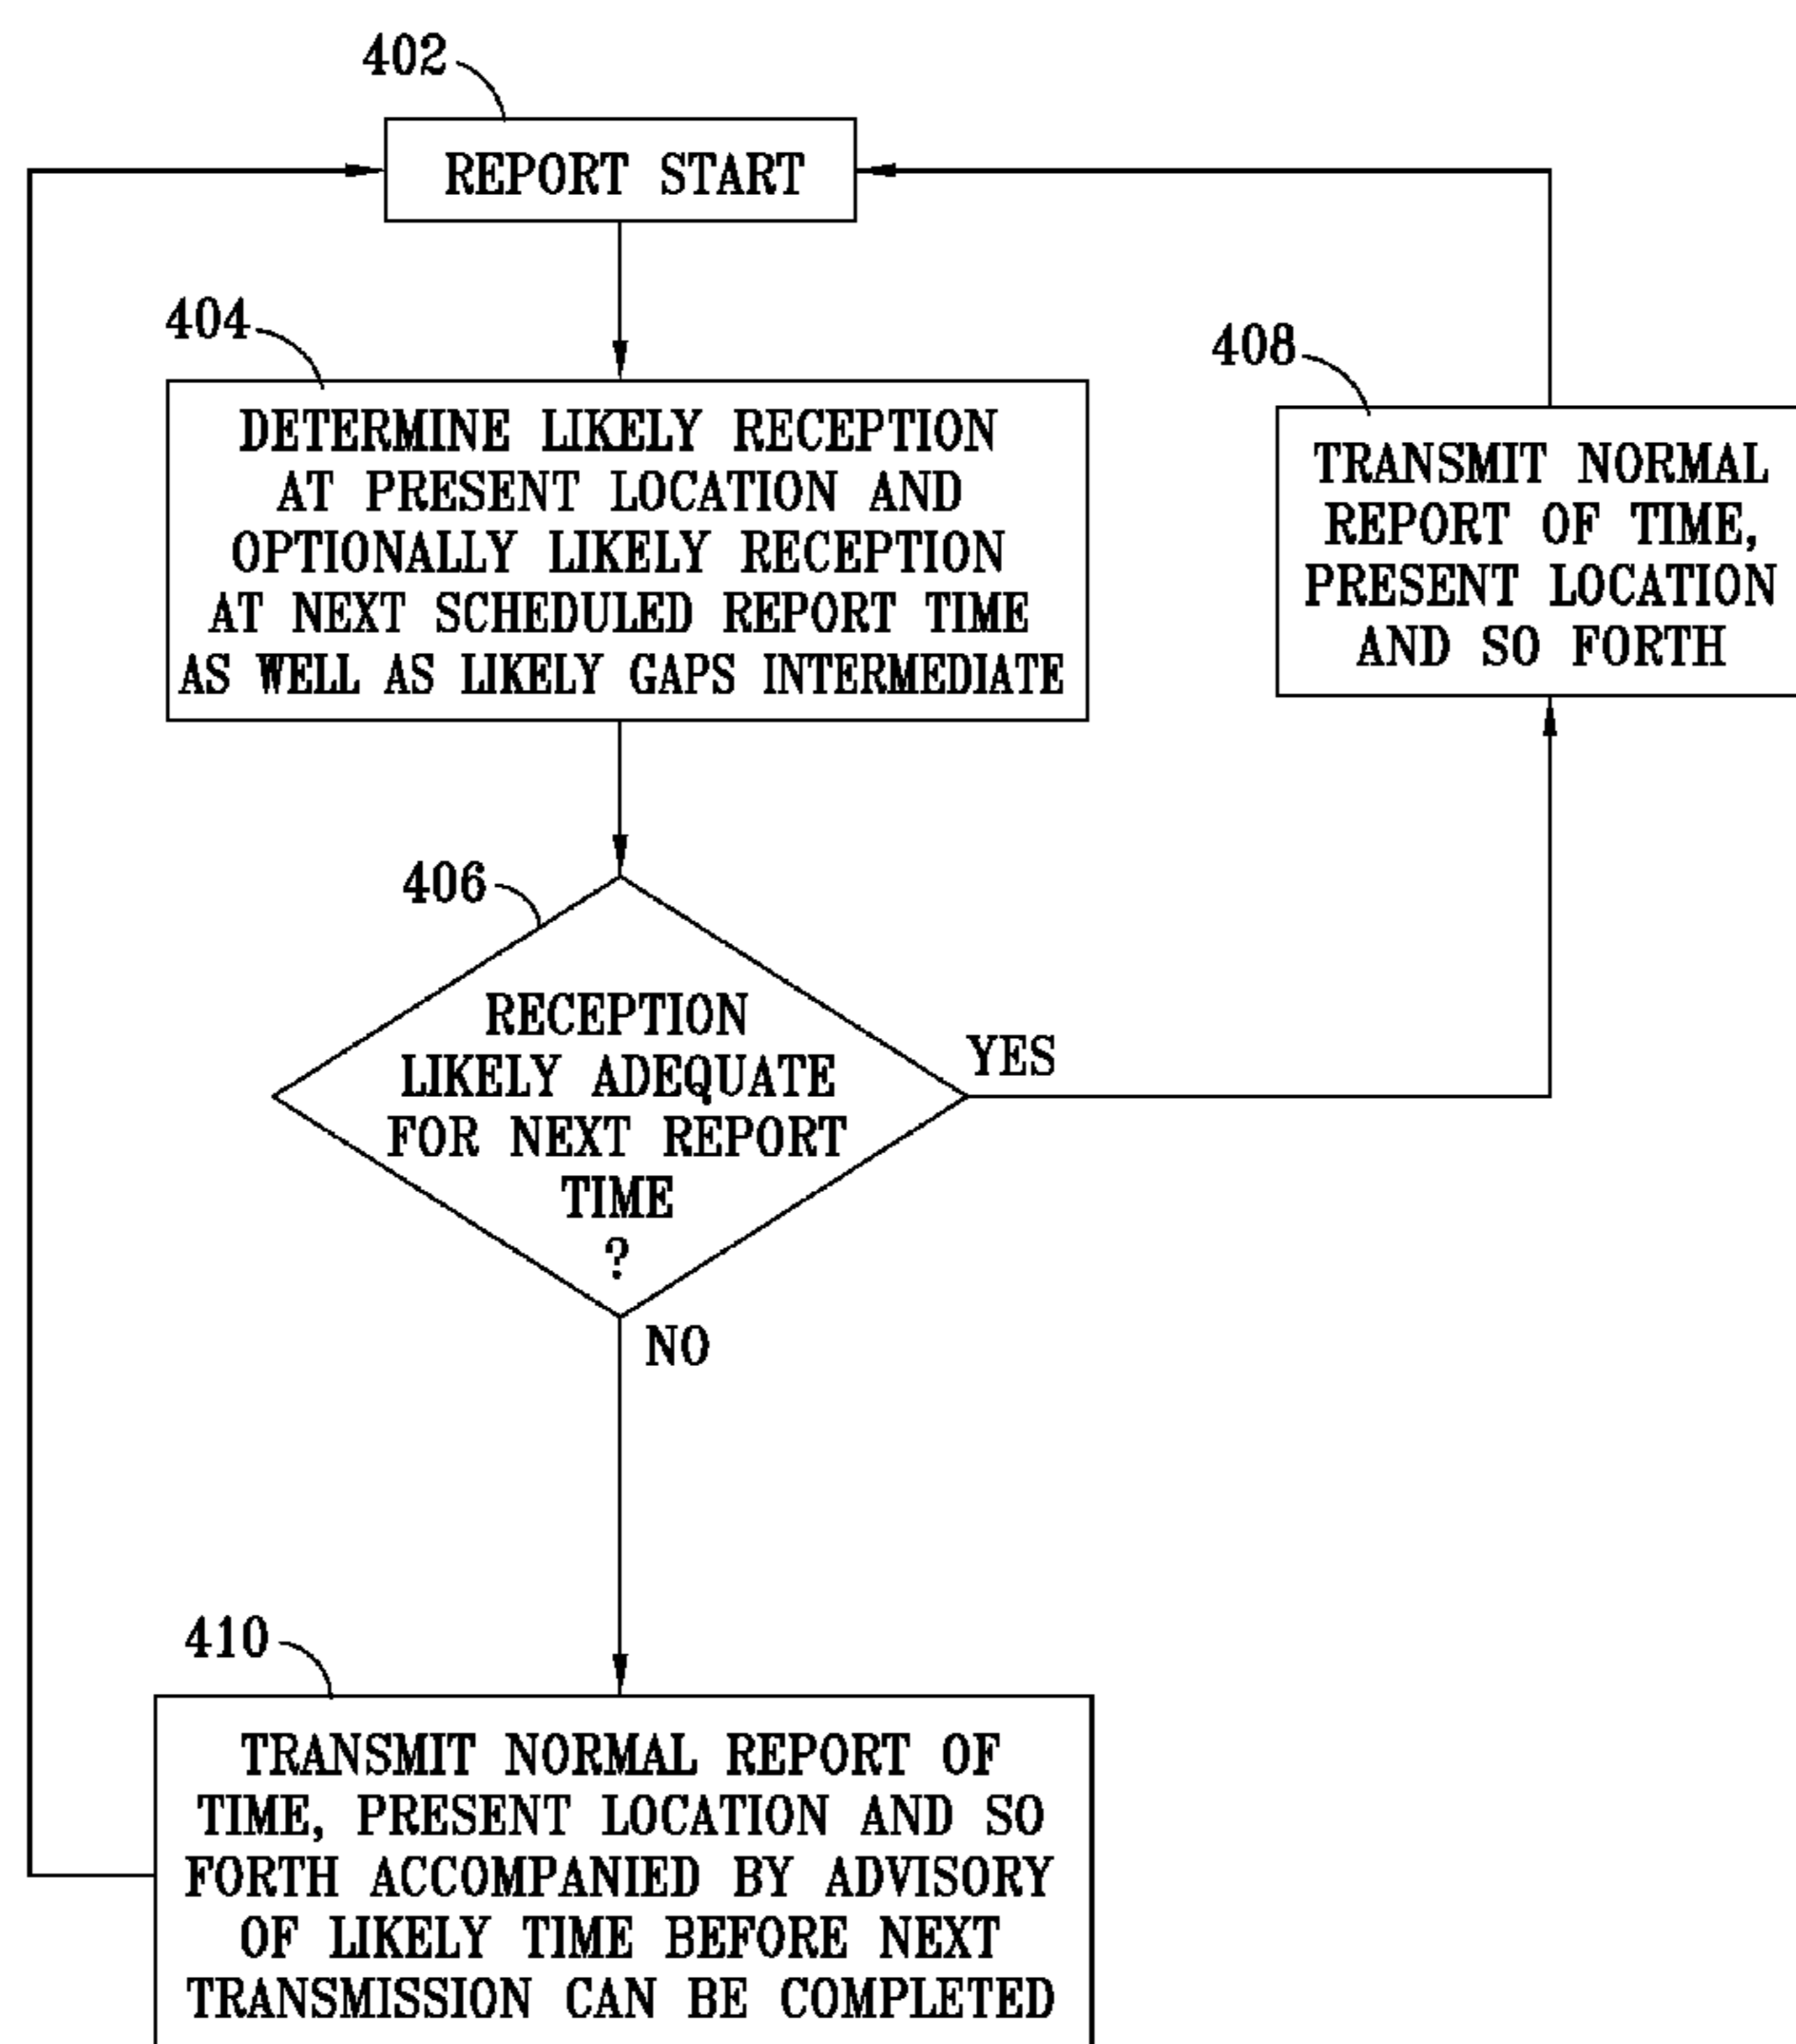 402
REPORT START
404
DETERMINE LIKELY RECEPTION
AT PRESENT LOCATION AND
OPTIONALLY LIKELY RECEPTION
AT NEXT SCHEDULED REPORT TIME
AS WELL AS LIKELY GAPS INTERMEDIATE
408
TRANSMIT NORMAL
REPORT OF TIME,
PRESENT LOCATION
AND SO FORTH
406
RECEPTION
LIKELY ADEQUATE
FOR NEXT REPORT
TIME
?
YES
NO
410
TRANSMIT NORMAL REPORT OF
TIME, PRESENT LOCATION AND SO
FORTH ACCOMPANIED BY ADVISORY
OF LIKELY TIME BEFORE NEXT
TRANSMISSION CAN BE COMPLETED